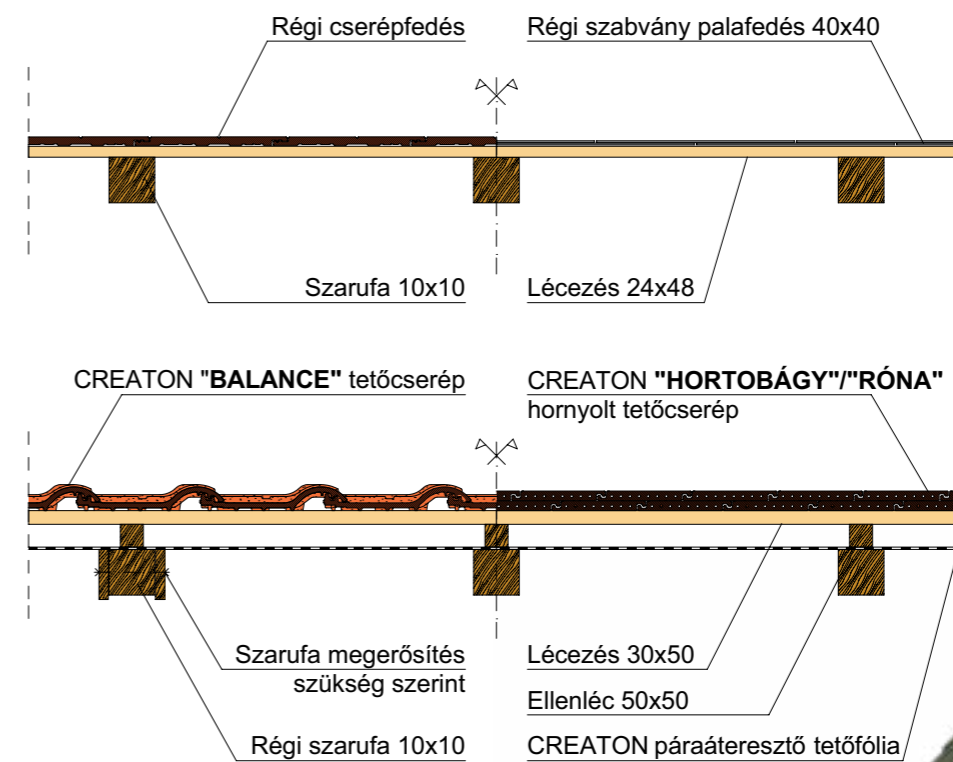 Régi cserépfedés
Régi szabvány palafedés 40x40
Szarufa 10x10
Lécezés 24x48
CREATON "BALANCE" tetőcserép
CREATON "HORTOBÁGY"/"RÓNA"
hornyolt tetőcserép
Szarufa megerősítés
szükség szerint
Lécezés 30x50
Ellenléc 50x50
Régi szarufa 10x10
CREATON páraáteresztő tetőfólia